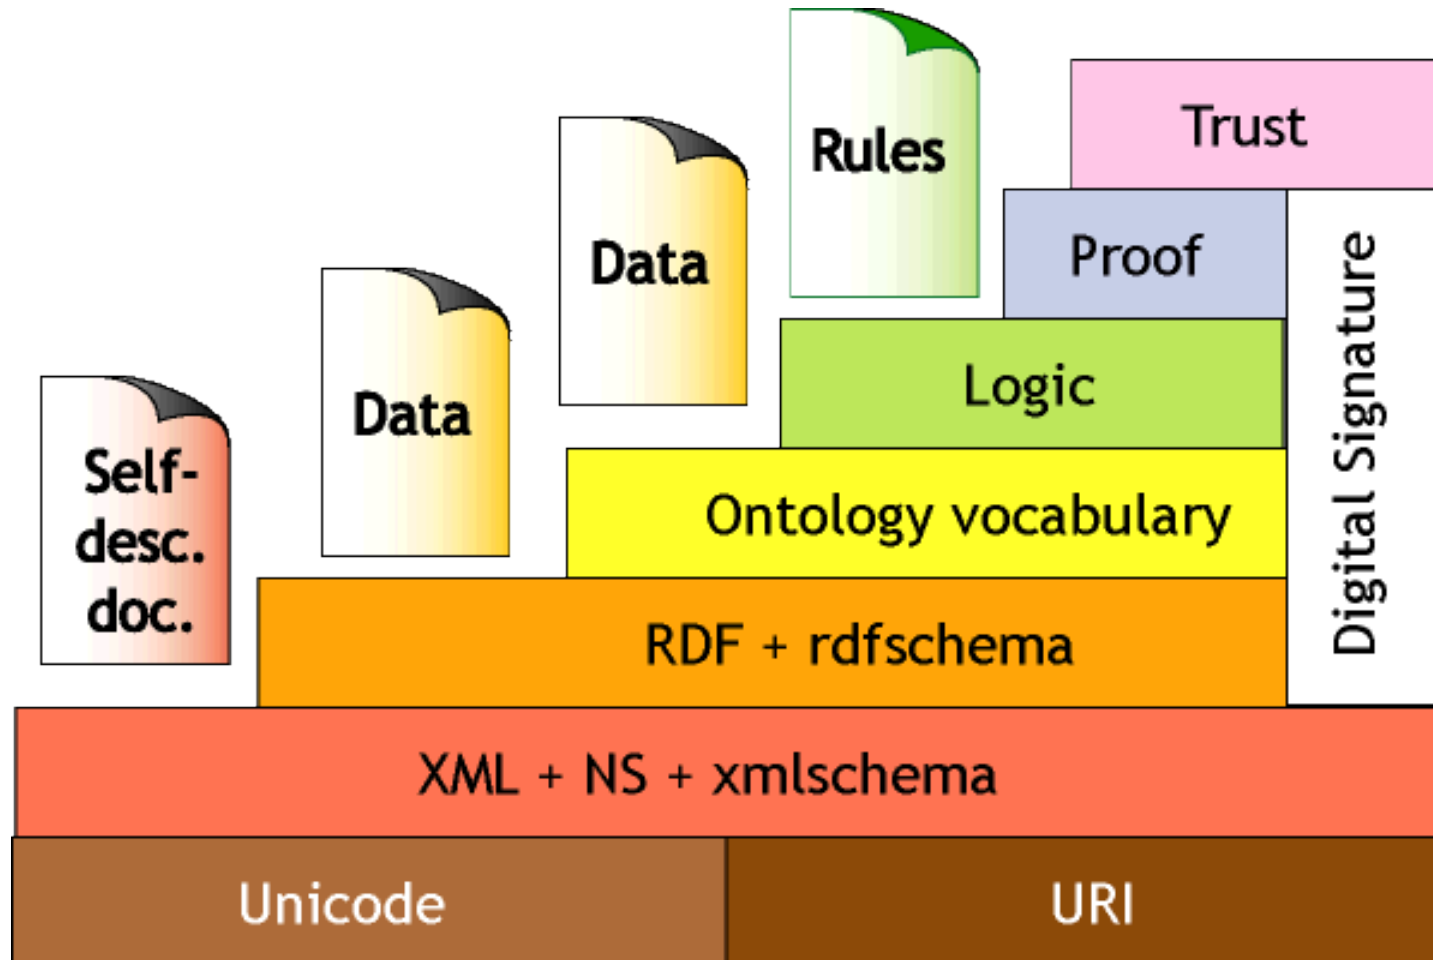 Rules
Trust
Data
Proof
Data
Logic
Self-
desc.
doc.
Ontology vocabulary
Digital Signature
RDF + rdfschema
XML + NS + xmlschema
Unicode
URI